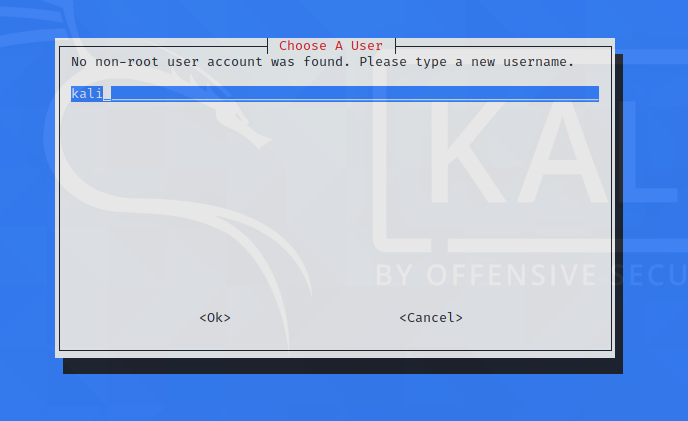 Choose A User
No non-root user account was found. Please type a new username.
kali
KAL
BY OFFENSIVE SECU
<Ok>
<Cancel>